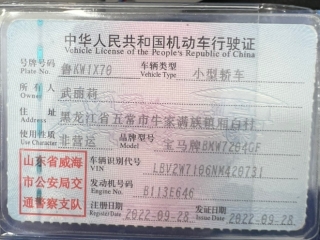 中华人民共和国机动车行驶证
Vehicle License of the People's Republic of China
号牌号码 鲁KW1X70 车辆类型 小型轿车
Plate No. Vehicle Type
所有人 武丽莉
Owner
住址 黑龙江省五常市牛家满族镇
Address
使用性质 非营运 品牌型号 宝马牌BMW7204GF
Use Character Model
山东省威海 车辆识别代号
市公安局交 VIN
通警察支队 发动机号码 B113E646
Engine No.
注册日期 2022-09-28 发证日期 2022-09-28
Register Date Issue Date